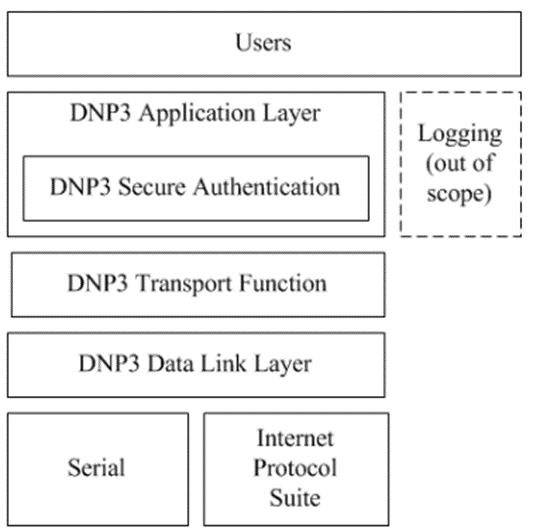 Users
DNP3 Application Layer
DNP3 Secure Authentication
Logging
(out of
scope)
DNP3 Transport Function
DNP3 Data Link Layer
Serial
Internet
Protocol
Suite